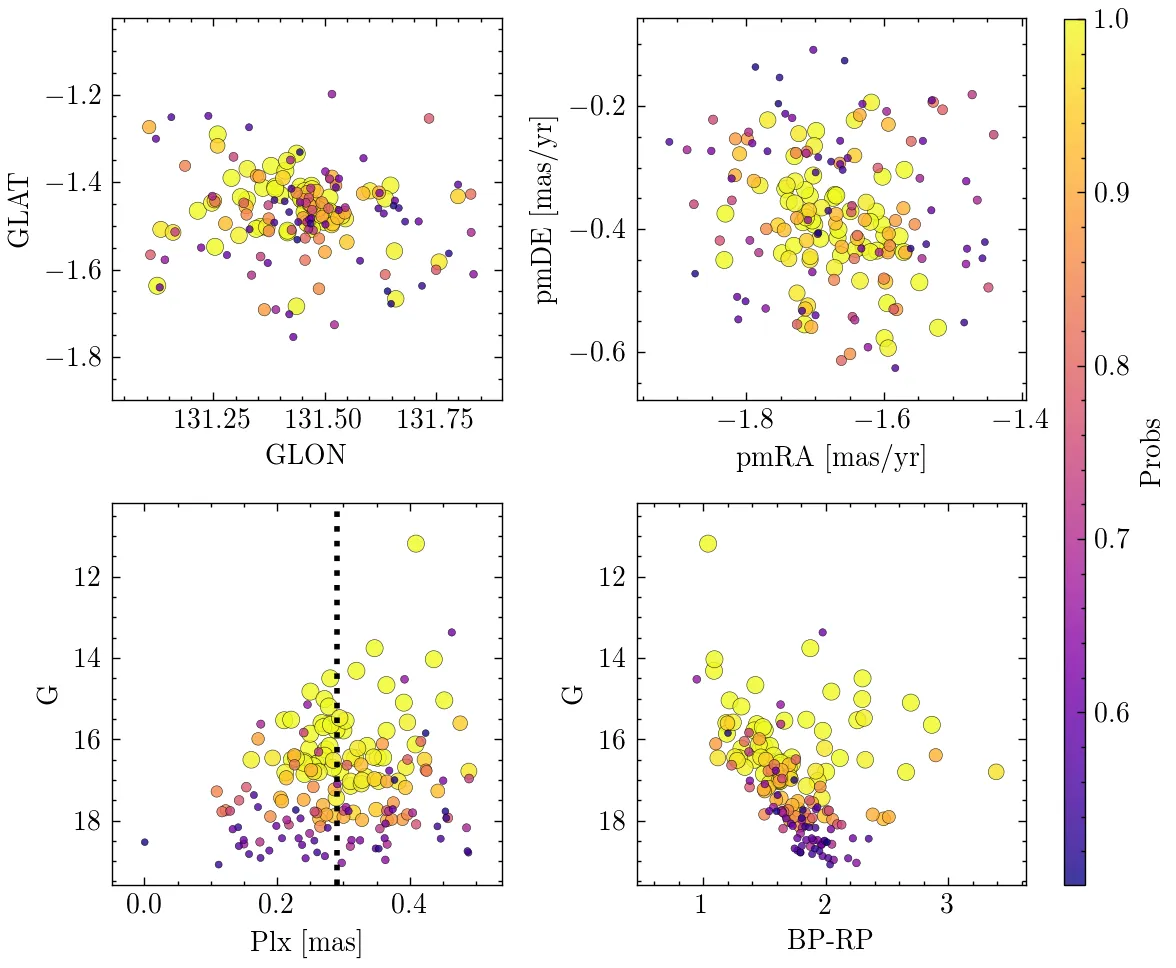 −1.2
−1.4
−1.6
−1.8
GLAT
131.25 131.50 131.75
GLON
−0.2
−0.4
−0.6
pmDE [mas/yr]
−1.8 −1.6 −1.4
pmRA [mas/yr]
12
14
16
18
G
0.0 0.2 0.4
Plx [mas]
12
14
16
18
G
1 2 3
BP-RP
1.0
0.9
0.8
0.7
0.6
Probs